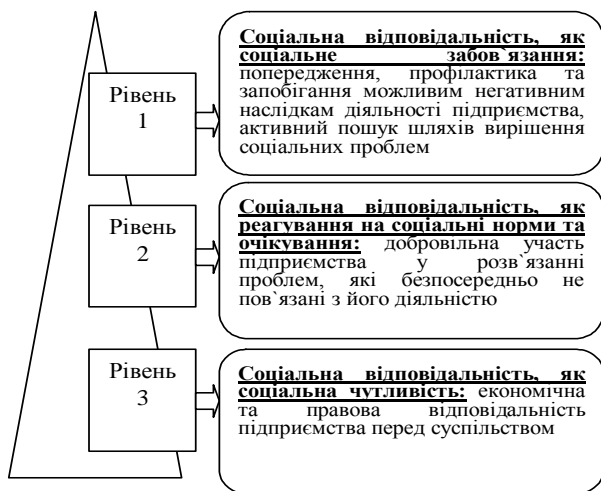 Рівень
1
Соціальна відповідальність, як
соціальне забов`язання:
попередження, профілактика та
запобігання можливим негативним
наслідкам діяльності підприємства,
активний пошук шляхів вирішення
соціальних проблем
Рівень
2
Соціальна відповідальність, як
реагування на соціальні норми та
очікування: добровільна участь
підприємства у розв`язанні
проблем, які безпосередньо не
пов`язані з його діяльністю
Рівень
3
Соціальна відповідальність, як
соціальна чутливість: економічна
та правова відповідальність
підприємства перед суспільством